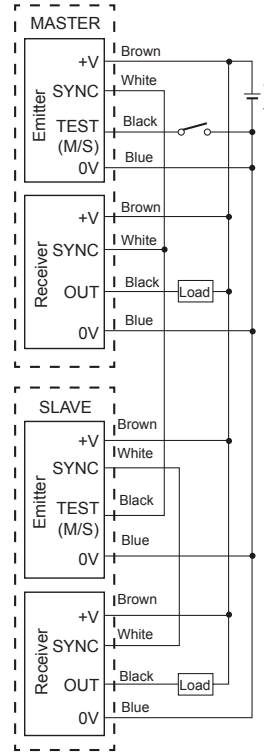 MASTER
Emitter
+V
Brown
SYNC
White
TEST
(M/S)
Black
0V
Blue
Receiver
+V
Brown
SYNC
White
OUT
Black
Load
0V
Blue
SLAVE
Emitter
+V
Brown
SYNC
White
TEST
(M/S)
Black
0V
Blue
Receiver
+V
Brown
SYNC
White
OUT
Black
Load
0V
Blue